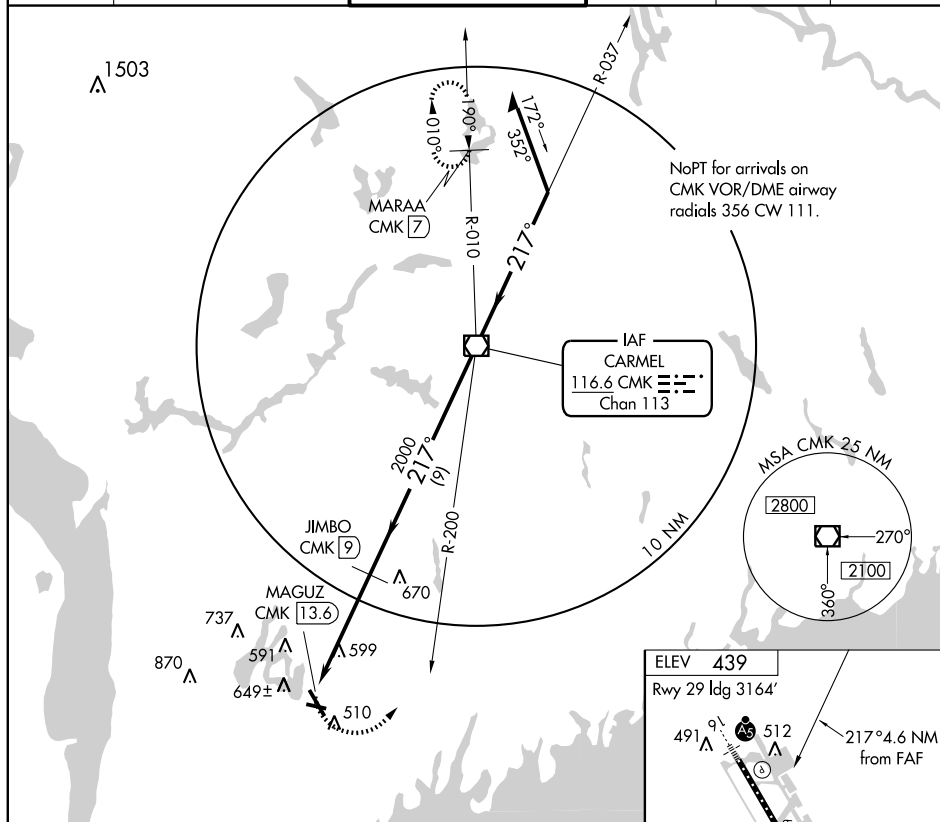 1503
R-037
190°
010°
172°
352°
NoPT for arrivals on
CMK VOR/DME airway
radials 356 CW 111.
MARAA
CMK 7
R-010
217°
IAF
CARMEL
116.6 CMK
Chan 113
2000
217°
(9)
R-200
10 NM
MSA CMK 25 NM
2800
270°
2100
360°
JIMBO
CMK 9
670
MAGUZ
CMK 13.6
737
591
599
870
649±
510
ELEV 439
Rwy 29 ldg 3164'
491
A5
512
217° 4.6 NM
from FAF